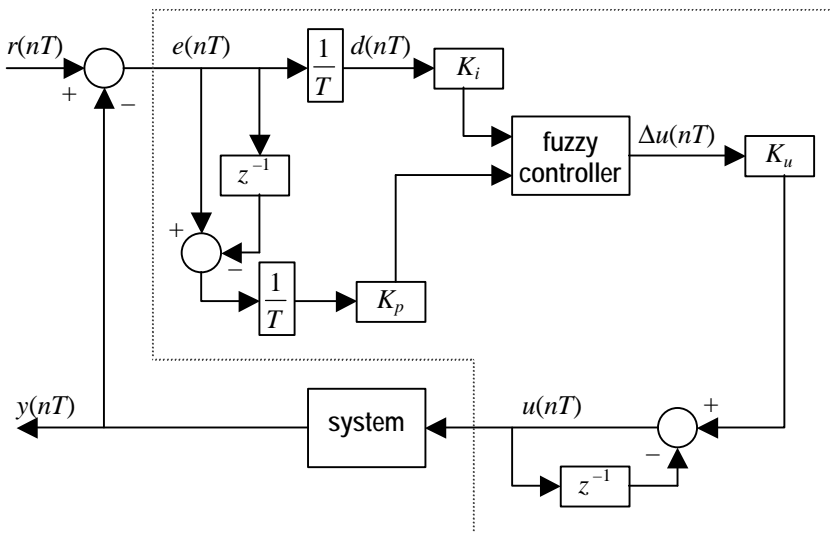 r(nT)
+
−
e(nT)
1
T
d(nT)
K_i
fuzzy
controller
Δu(nT)
K_u
z^{-1}
+
−
1
T
K_p
y(nT)
system
u(nT)
+
−
z^{-1}